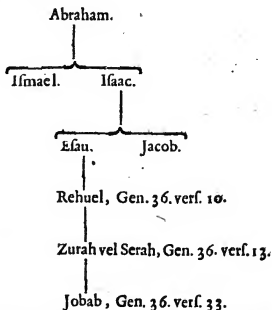 Abraham.
Iſmael. Iſaac.
Eſau. Jacob.
Rehuel, Gen. 36. verſ. 10.
Zurah vel Serah, Gen. 36. verſ. 13.
Jobab, Gen. 36. verſ. 33.